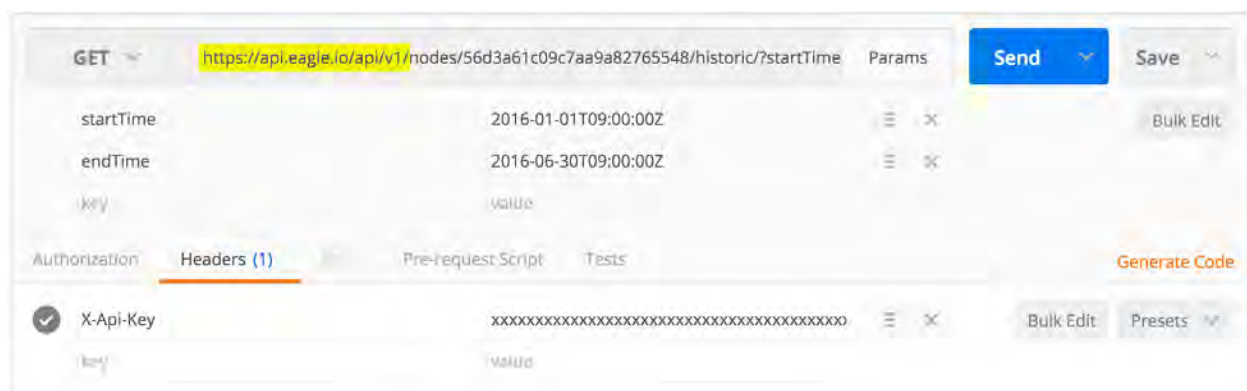 GET https://api.eagle.io/api/v1/nodes/56d3a61c09c7aa9a82765548/historic/?startTime Params Send Save
startTime 2016-01-01T09:00:00Z Bulk Edit
endTime 2016-06-30T09:00:00Z
key value
Authorization Headers (1) Pre-request Script Tests Generate Code
X-Api-Key xxxxxxxxxxxxxxxxxxxxxxxxxxxxxxxxxxxxxxxx Bulk Edit Presets
key value